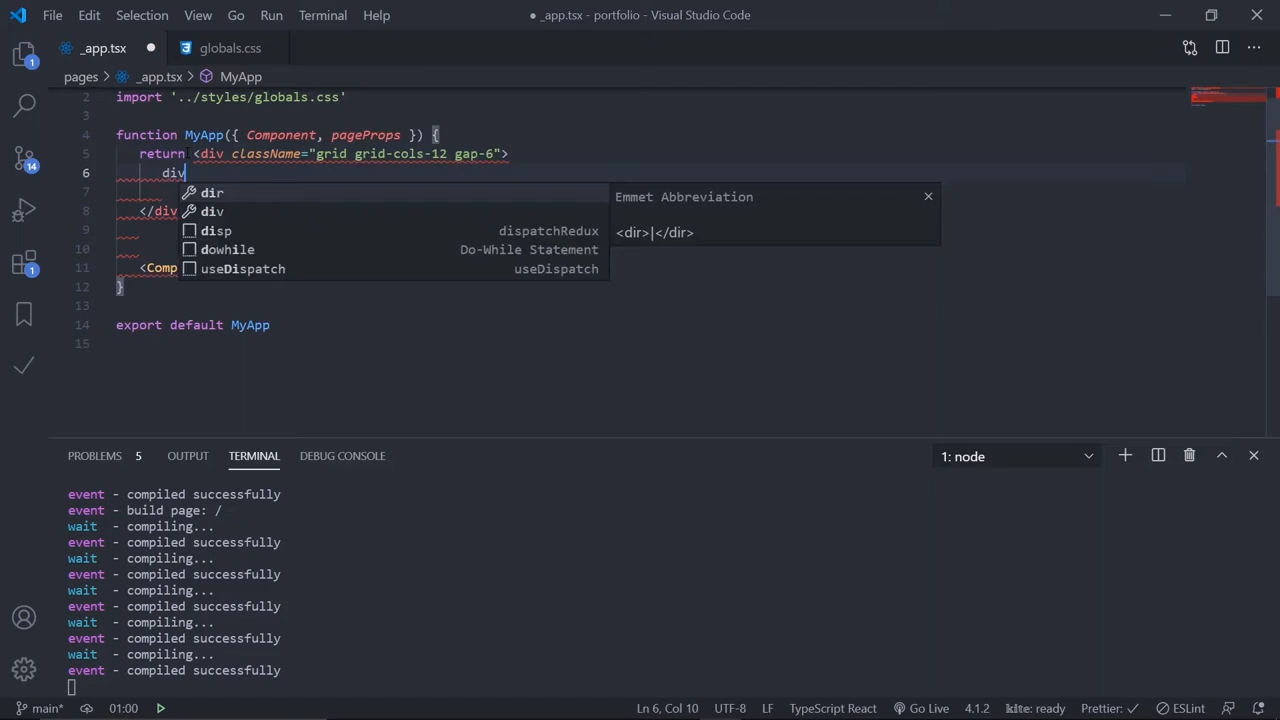 File Edit Selection View Go Run Terminal Help
● _app.tsx - portfolio - Visual Studio Code
_app.tsx ● globals.css
pages > _app.tsx > MyApp
2 import '../styles/globals.css'
3
4 function MyApp({ Component, pageProps }) {
5 return <div className="grid grid-cols-12 gap-6">
6 div
7
8 </div
9
10
11 <Comp
12 }
13
14 export default MyApp
15
dir
div
disp dispatchRedux
dowhile Do-While Statement
useDispatch useDispatch
Emmet Abbreviation
<dir>|</dir>
1
14
1
PROBLEMS 5 OUTPUT TERMINAL DEBUG CONSOLE
1: node
event - compiled successfully
event - build page: /
wait - compiling...
event - compiled successfully
wait - compiling...
event - compiled successfully
wait - compiling...
event - compiled successfully
wait - compiling...
event - compiled successfully
wait - compiling...
event - compiled successfully
main* 01:00 Ln 6, Col 10 UTF-8 LF TypeScript React Go Live 4.1.2 kite: ready Prettier: ✓ ESLint